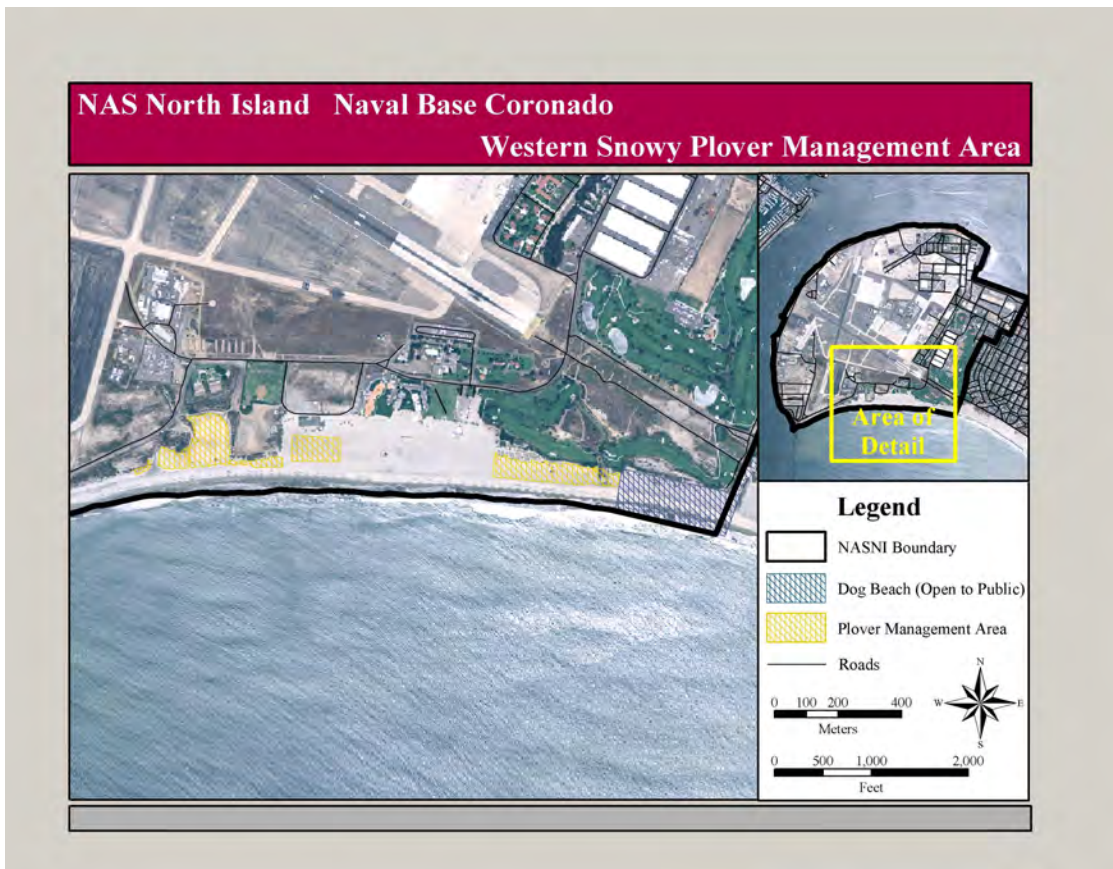 NAS North Island   Naval Base Coronado
Western Snowy Plover Management Area
Area of
Detail
Legend
NASNI Boundary
Dog Beach (Open to Public)
Plover Management Area
Roads
N
W E
S
0 100 200 400
Meters
0 500 1,000 2,000
Feet